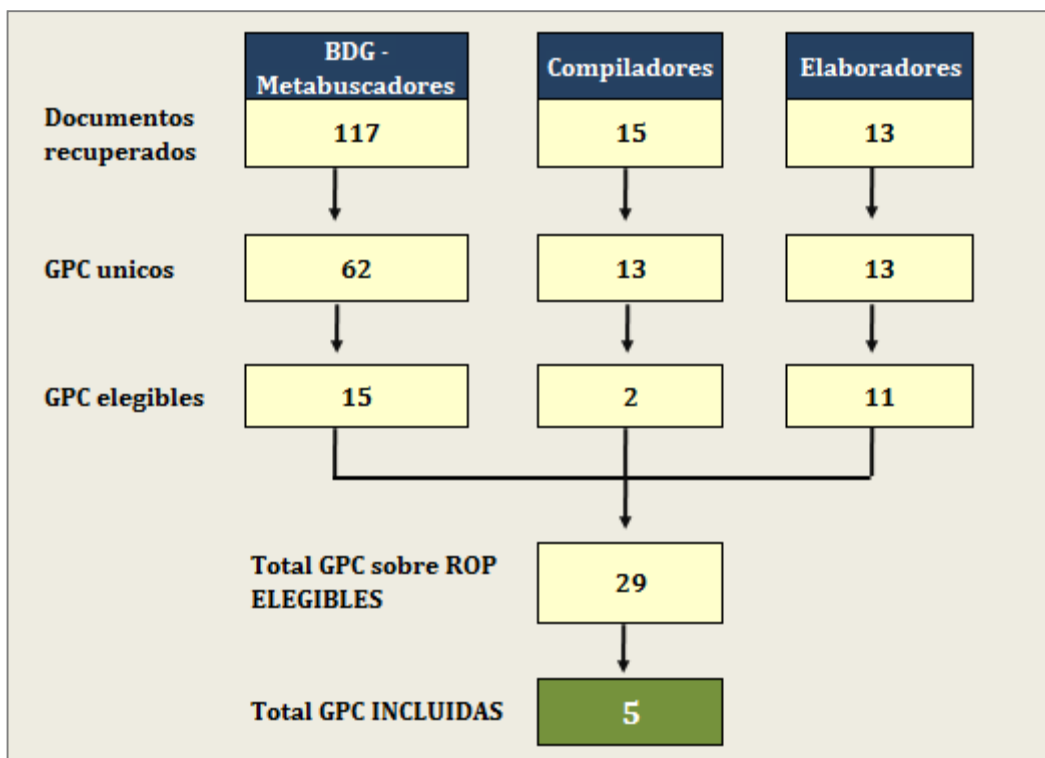 BDG -
Metabuscadores
Compiladores
Elaboradores
Documentos
recuperados
117
15
13
GPC unicos
62
13
13
GPC elegibles
15
2
11
Total GPC sobre ROP
ELEGIBLES
29
Total GPC INCLUIDAS
5